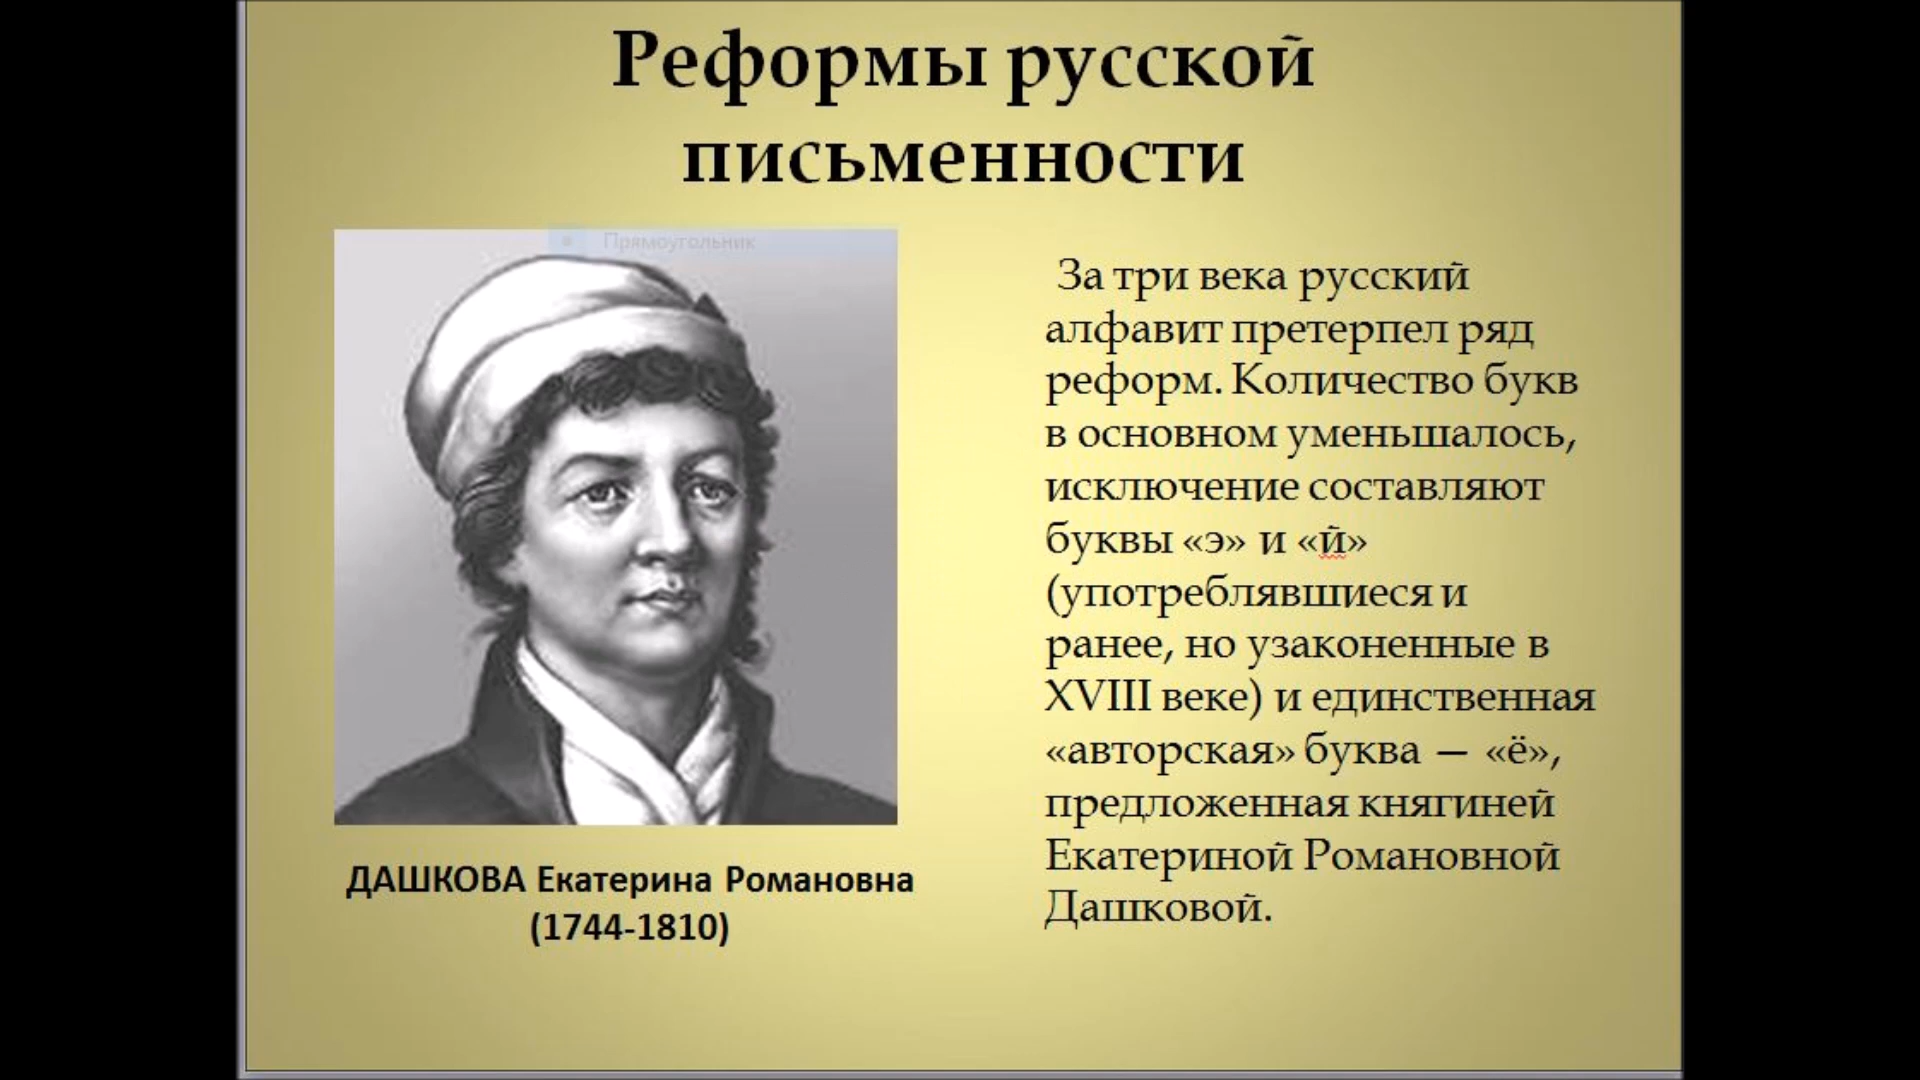 Реформы русской
письменности
Прямоугольник
За три века русский
алфавит претерпел ряд
реформ. Количество букв
в основном уменьшалось,
исключение составляют
буквы «э» и «й»
(употреблявшиеся и
ранее, но узаконенные в
XVIII веке) и единственная
«авторская» буква — «ё»,
предложенная княгиней
Екатериной Романовной
Дашковой.
ДАШКОВА Екатерина Романовна
(1744-1810)